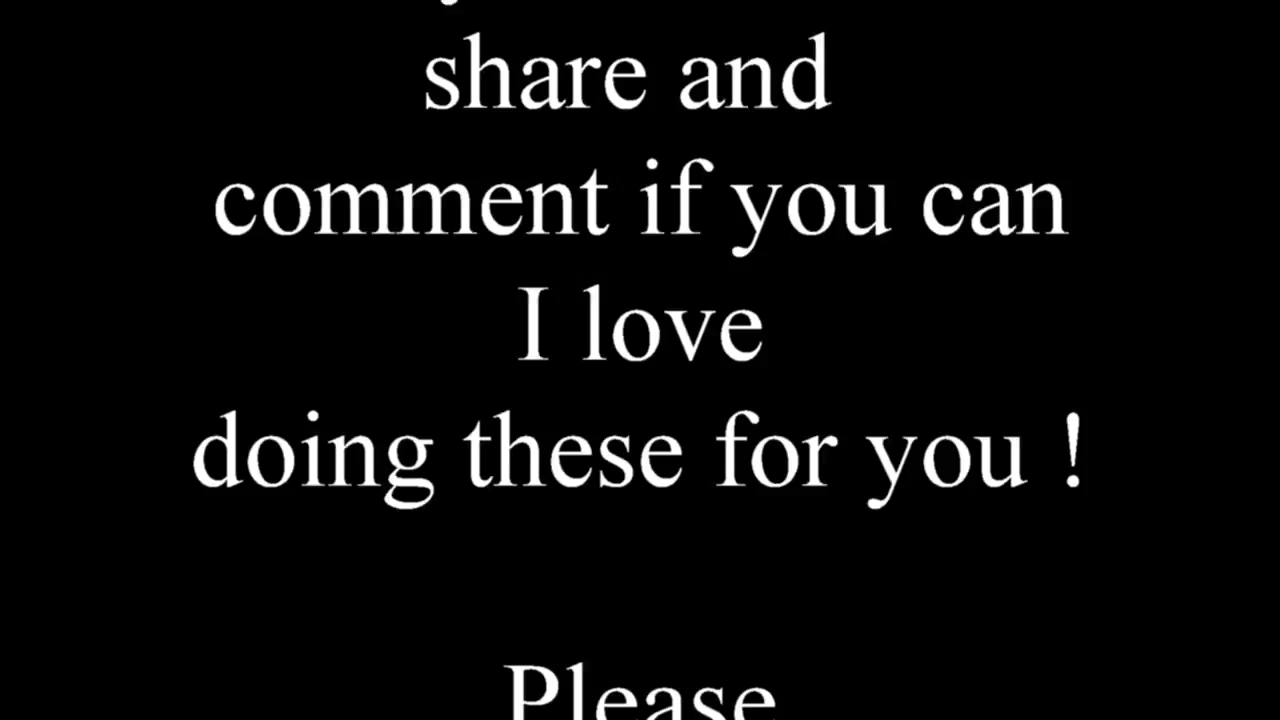 share and
comment if you can
I love
doing these for you !
Please